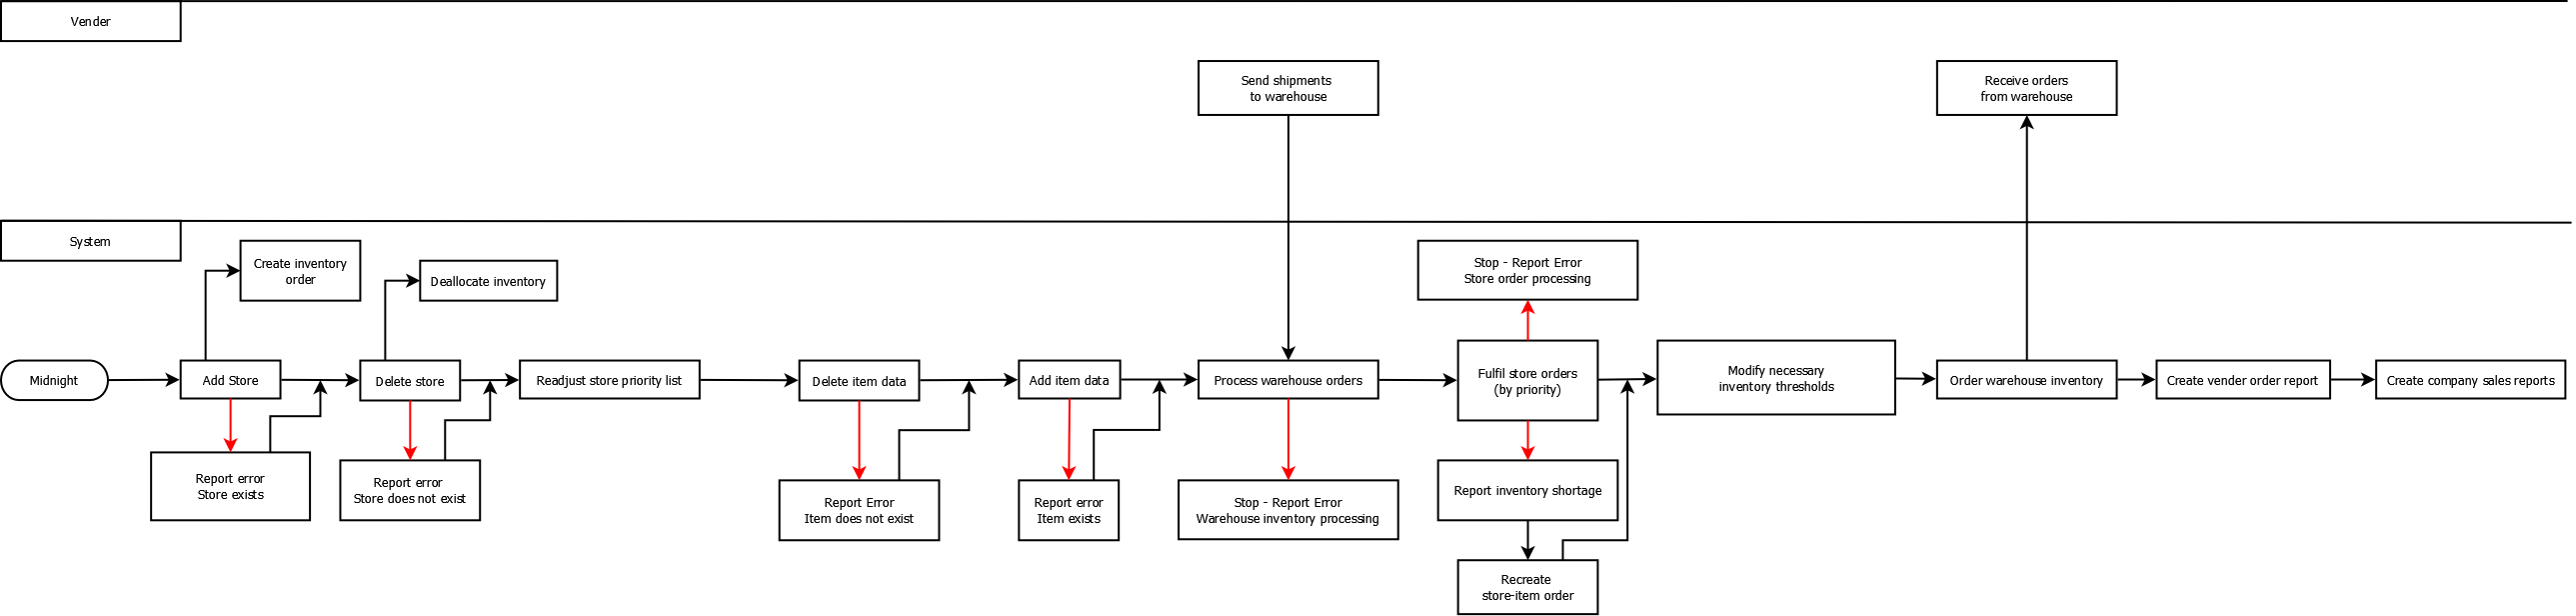 Vender
Send shipments
to warehouse
Receive orders
from warehouse
System
Create inventory
order
Deallocate inventory
Stop - Report Error
Store order processing
Midnight
Add Store
Delete store
Readjust store priority list
Delete item data
Add item data
Process warehouse orders
Fulfil store orders
(by priority)
Modify necessary
inventory thresholds
Order warehouse inventory
Create vender order report
Create company sales reports
Report error
Store exists
Report error
Store does not exist
Report Error
Item does not exist
Report error
Item exists
Stop - Report Error
Warehouse inventory processing
Report inventory shortage
Recreate
store-item order